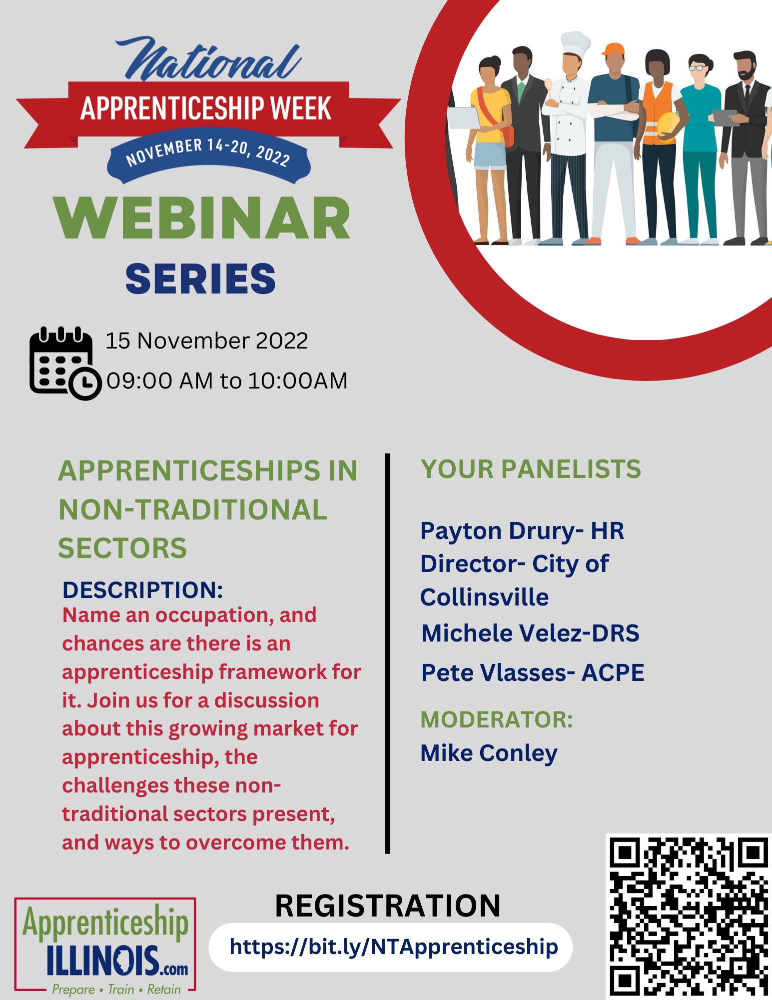 National
APPRENTICESHIP WEEK
NOVEMBER 14-20, 2022
WEBINAR
SERIES
15 November 2022
09:00 AM to 10:00AM
APPRENTICESHIPS IN
NON-TRADITIONAL
SECTORS
DESCRIPTION:
Name an occupation, and
chances are there is an
apprenticeship framework for
it. Join us for a discussion
about this growing market for
apprenticeship, the
challenges these non-
traditional sectors present,
and ways to overcome them.
YOUR PANELISTS
Payton Drury- HR
Director- City of
Collinsville
Michele Velez-DRS
Pete Vlasses- ACPE
MODERATOR:
Mike Conley
Apprenticeship
ILLINOIS.com
Prepare • Train • Retain
REGISTRATION
https://bit.ly/NTApprenticeship